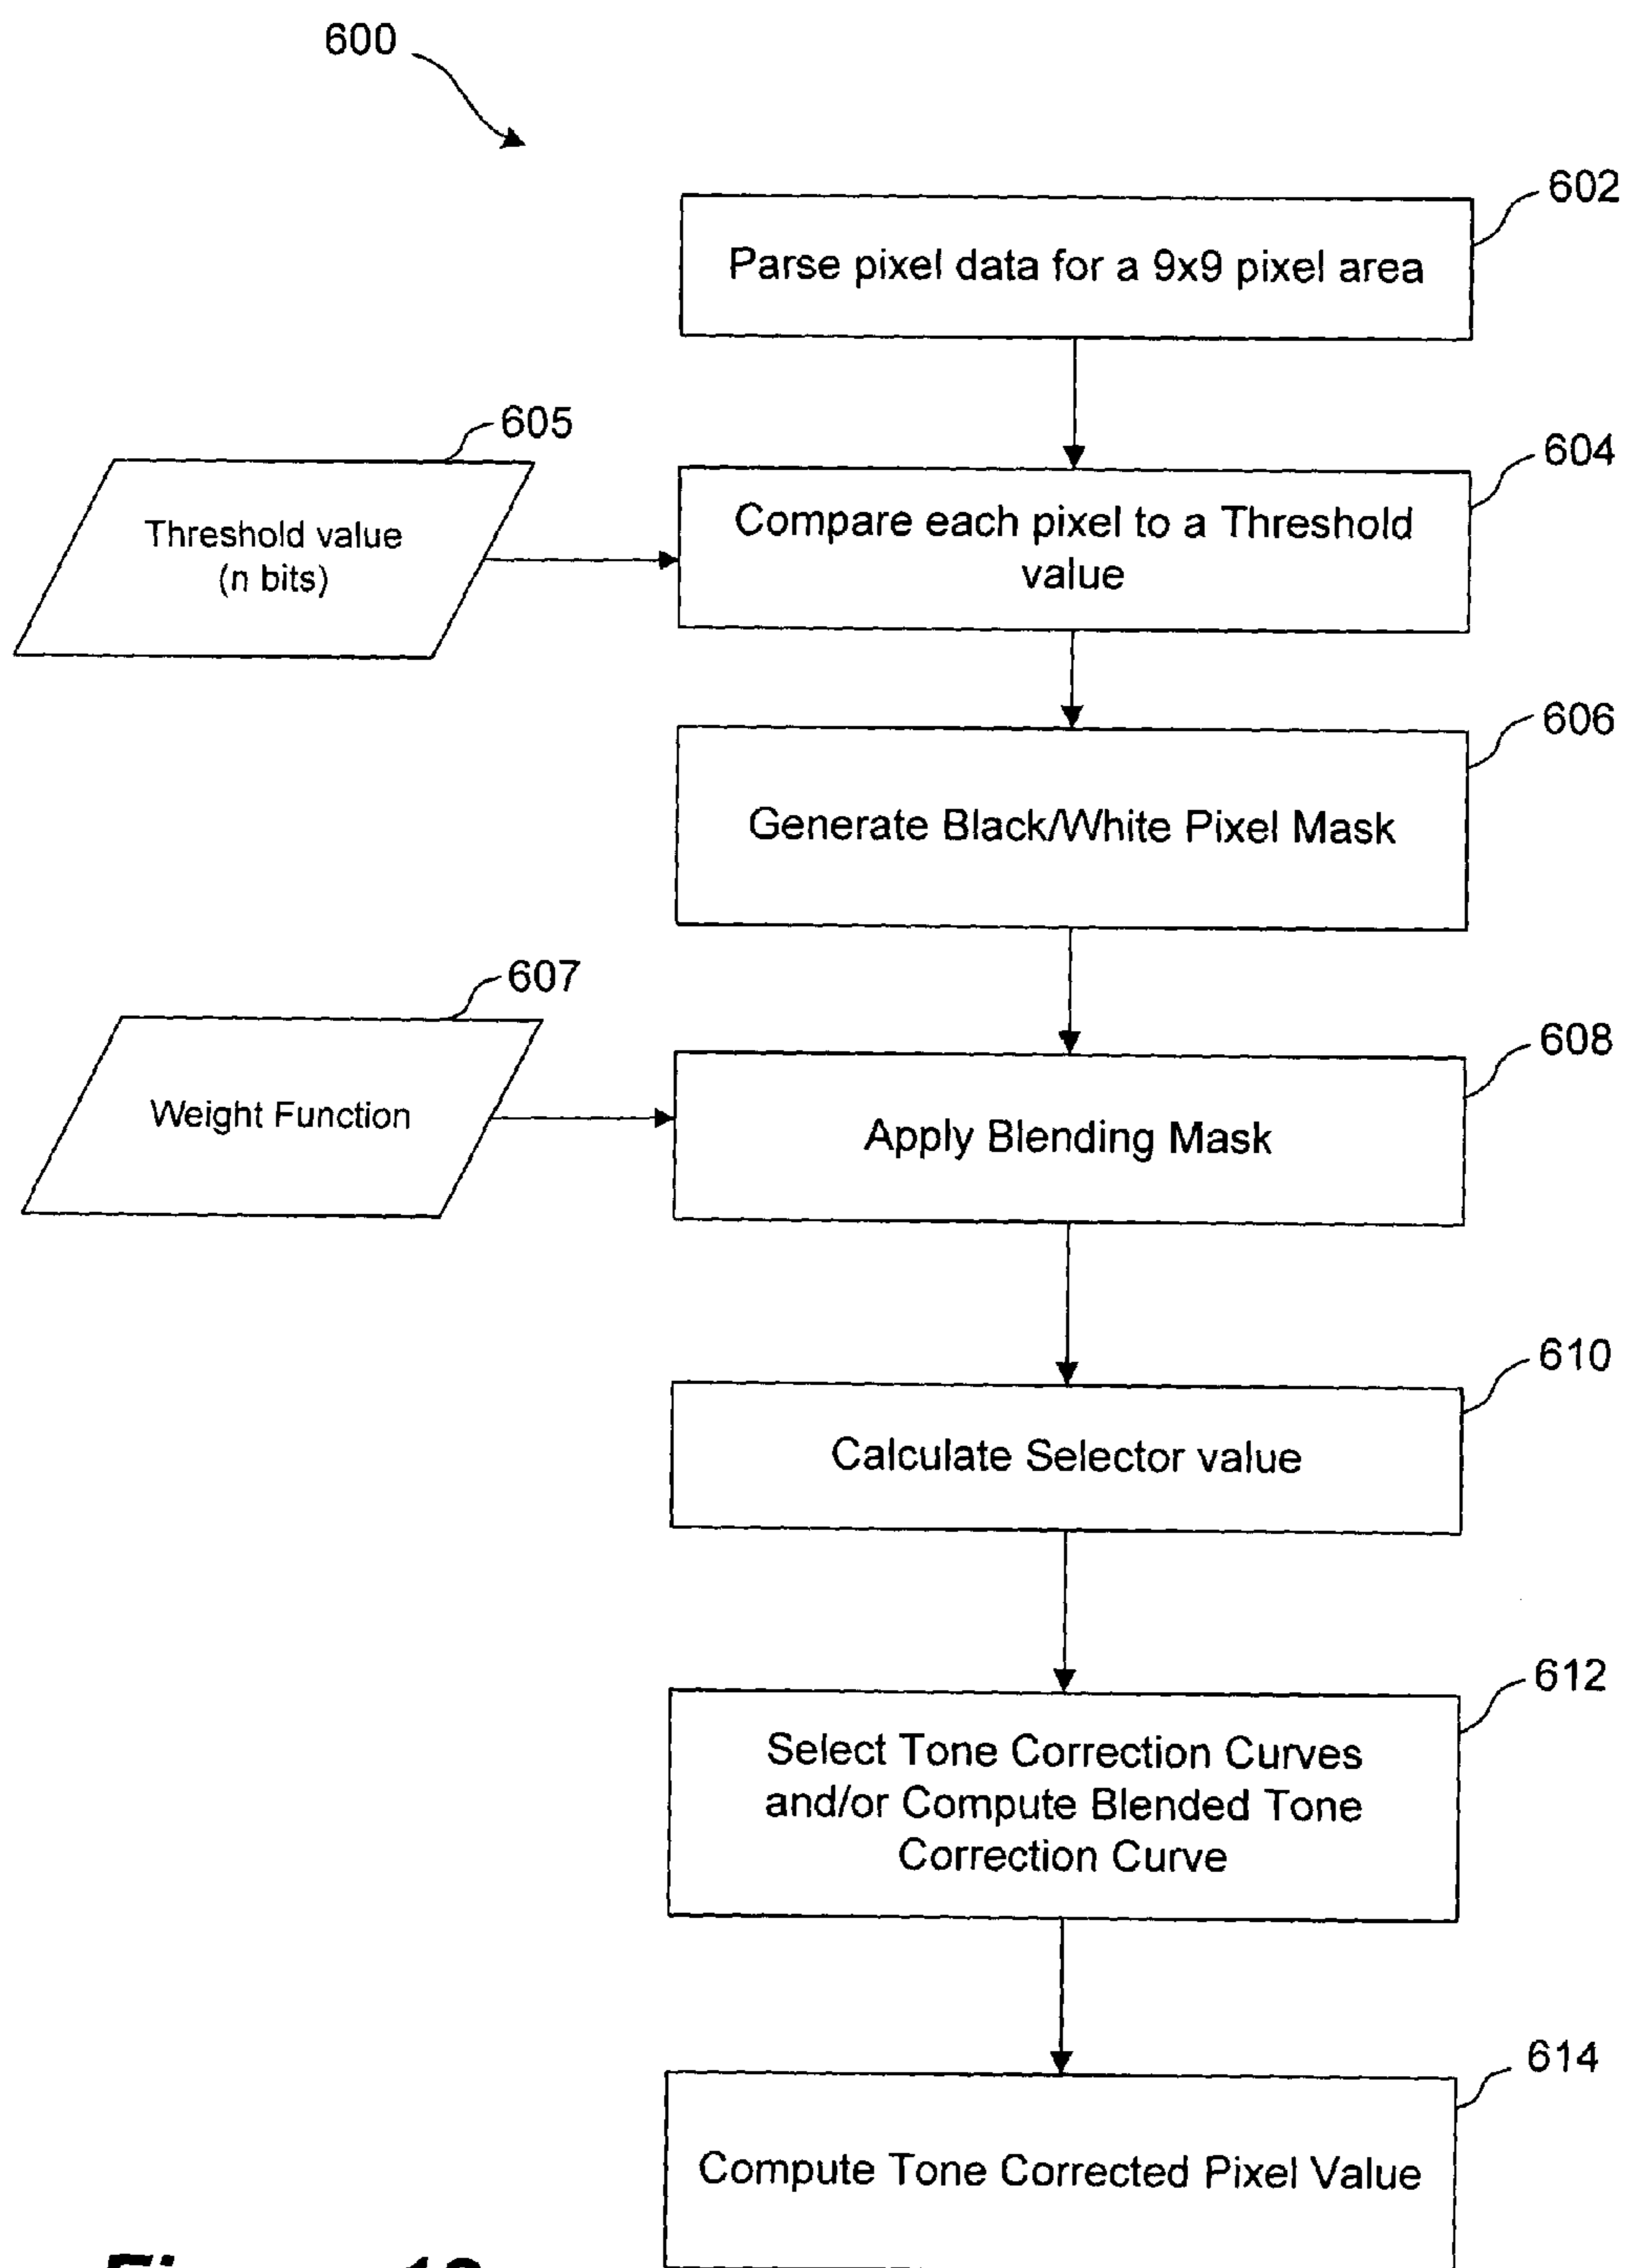 600
602
Parse pixel data for a 9x9 pixel area
605
604
Threshold value
(n bits)
Compare each pixel to a Threshold
value
606
Generate Black/White Pixel Mask
607
608
Weight Function
Apply Blending Mask
610
Calculate Selector value
612
Select Tone Correction Curves
and/or Compute Blended Tone
Correction Curve
614
Compute Tone Corrected Pixel Value